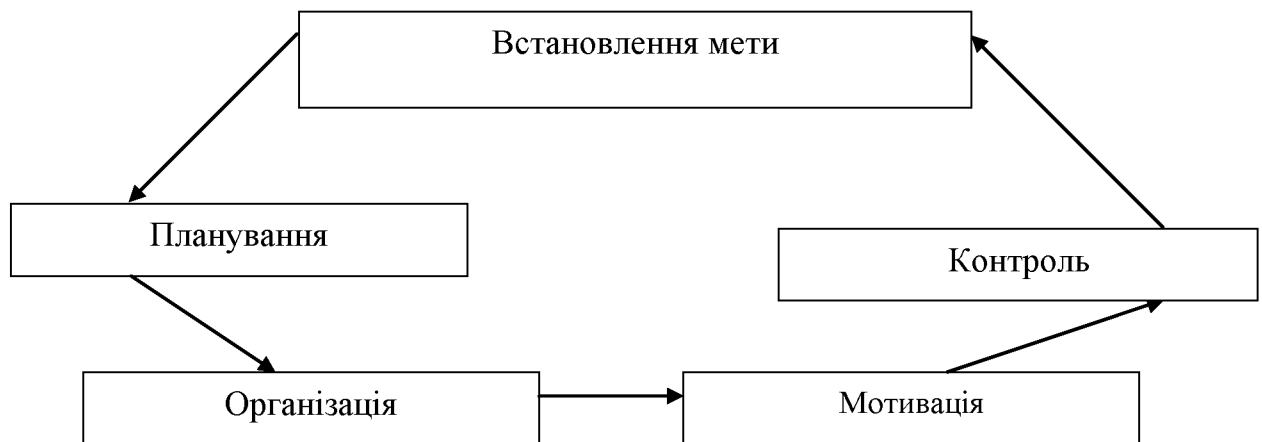 Встановлення мети
Планування
Контроль
Організація
Мотивація